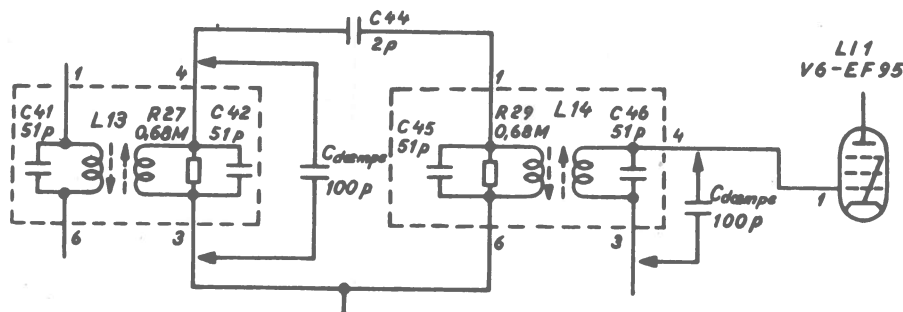 C44
2p
LI1
V6-EF95
1
4
1
C41
51p
L13
R27
0,68M
C42
51p
Cdæmpe
100p
C45
51p
R29
0,68M
L14
C46
51p
4
Cdæmpe
100p
1
6
3
6
3